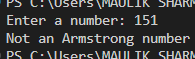 PS C:\Users\MAULIK SHARM
Enter a number: 151
Not an Armstrong number
PS C:\Users\MAULIK SHARM